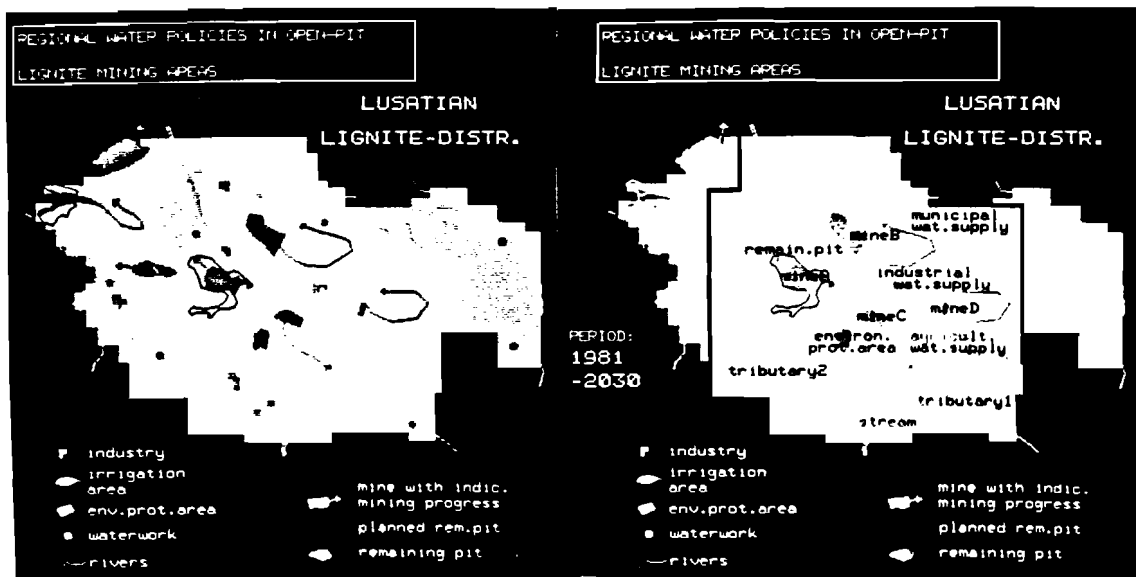 REGIONAL WATER POLICIES IN OPEN-PIT
LIGNITE MINING AREAS
LUSATIAN
LIGNITE-DISTR.
industry
irrigation
area
env.prot.area
waterwork
rivers
mine with indic.
mining progress
planned rem.pit
remaining pit
REGIONAL WATER POLICIES IN OPEN-PIT
LIGNITE MINING AREAS
LUSATIAN
LIGNITE-DISTR.
municipal
wat.supply
mineB
remain.pit
industrial
wat.supply
mineD
mineC
environ.
prot.area
agricult
wat.supply
PERIOD:
1981
-2030
tributary2
tributary1
stream
industry
irrigation
area
env.prot.area
waterwork
rivers
mine with indic.
mining progress
planned rem.pit
remaining pit